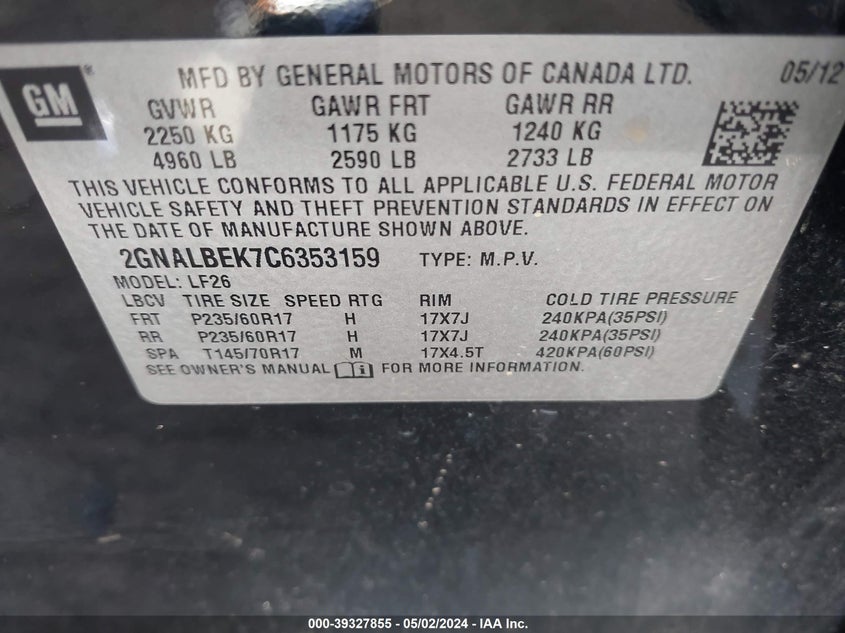 GM®
MFD BY GENERAL MOTORS OF CANADA LTD. 05/12
GVWR GAWR FRT GAWR RR
2250 KG 1175 KG 1240 KG
4960 LB 2590 LB 2733 LB
THIS VEHICLE CONFORMS TO ALL APPLICABLE U.S. FEDERAL MOTOR
VEHICLE SAFETY AND THEFT PREVENTION STANDARDS IN EFFECT ON
THE DATE OF MANUFACTURE SHOWN ABOVE.
2GNALBEK7C6353159 TYPE: M.P.V.
MODEL: LF26
LBCV TIRE SIZE SPEED RTG RIM COLD TIRE PRESSURE
FRT P235/60R17 H 17X7J 240KPA(35PSI)
RR P235/60R17 H 17X7J 240KPA(35PSI)
SPA T145/70R17 M 17X4.5T 420KPA(60PSI)
SEE OWNER'S MANUAL i FOR MORE INFORMATION.
000-39327855 - 05/02/2024 - IAA Inc.